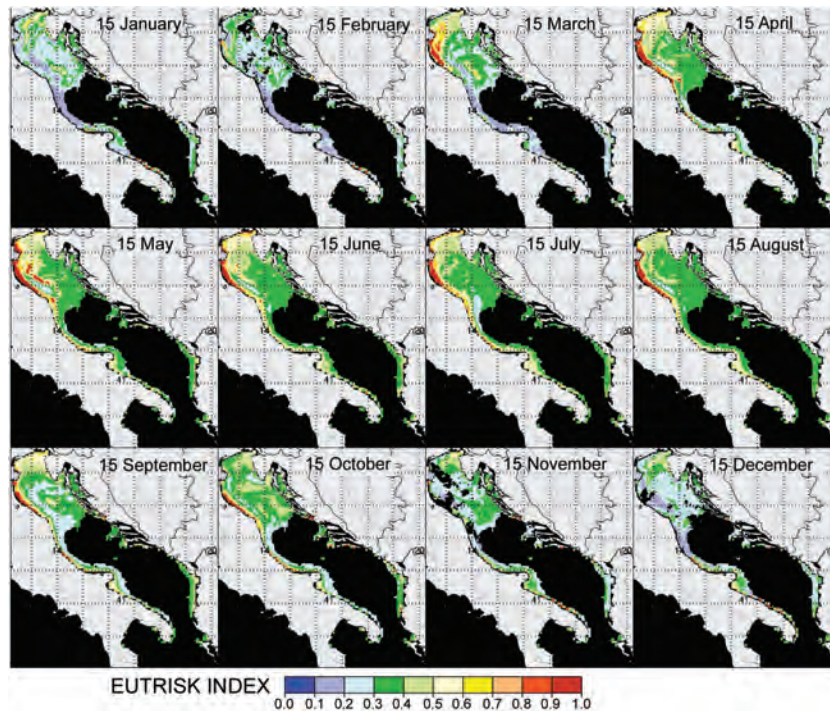 15 January
15 February
15 March
15 April
15 May
15 June
15 July
15 August
15 September
15 October
15 November
15 December
EUTRISK INDEX
0.0 0.1 0.2 0.3 0.4 0.5 0.6 0.7 0.8 0.9 1.0